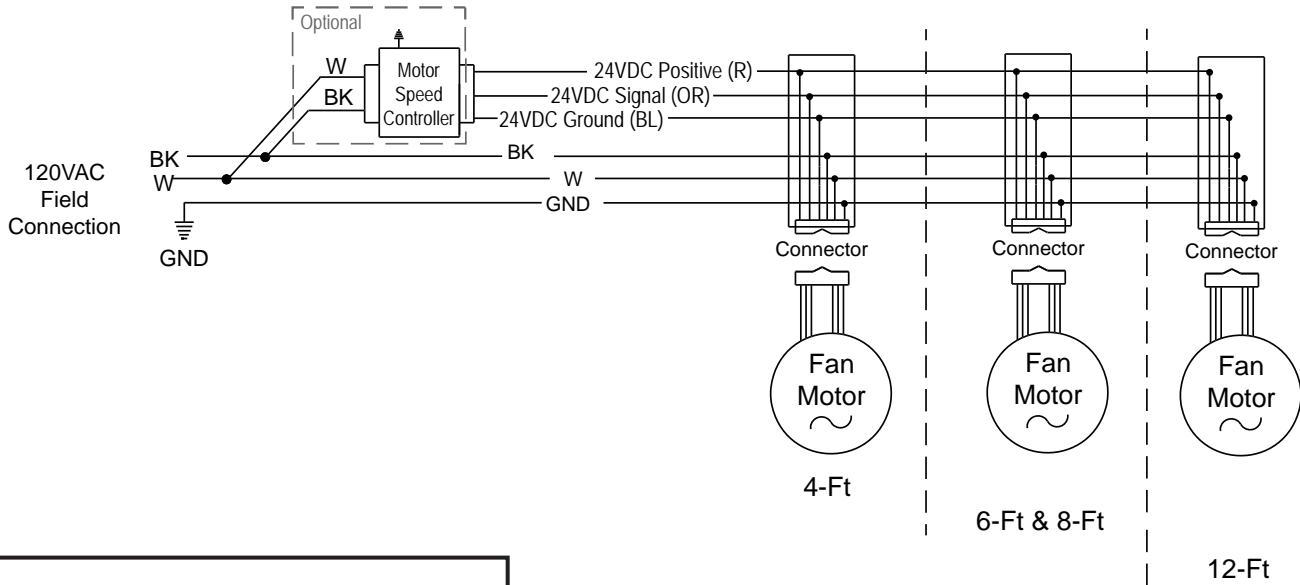 Optional
W
BK
Motor
Speed
Controller
24VDC Positive (R)
24VDC Signal (OR)
24VDC Ground (BL)
120VAC
Field
Connection
BK
W
BK
W
GND
GND
Connector
Connector
Connector
Fan
Motor
Fan
Motor
Fan
Motor
4-Ft
6-Ft & 8-Ft
12-Ft